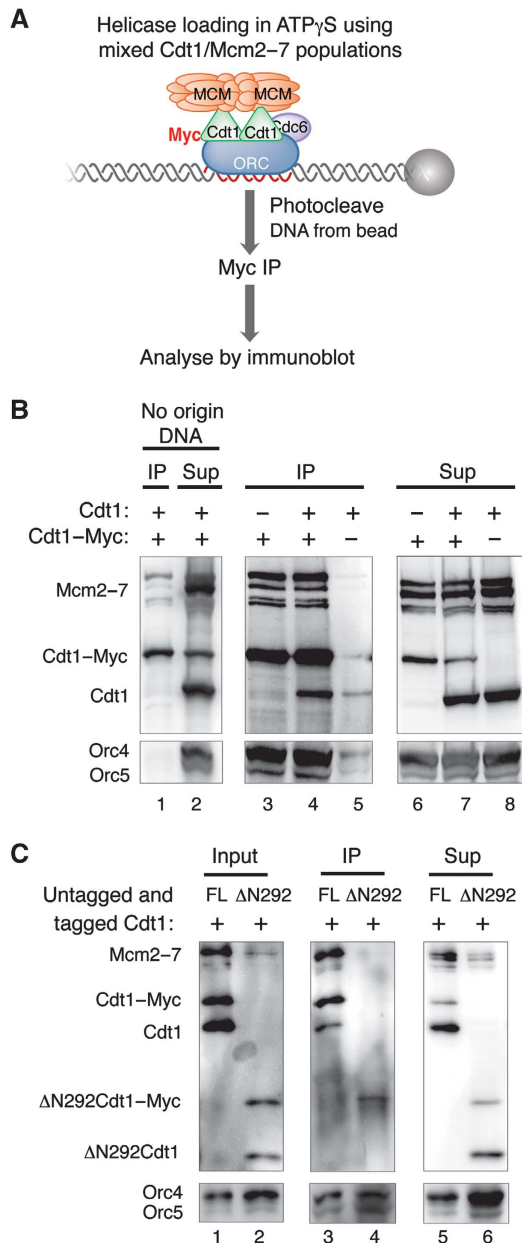 A
Helicase loading in ATPγS using
mixed Cdt1/Mcm2–7 populations
MCM MCM
Myc Cdt1 Cdt1 Cdc6
ORC
Photocleave
DNA from bead
Myc IP
Analyse by immunoblot
B
No origin
DNA
IP Sup IP Sup
Cdt1: + + – + + – + +
Cdt1–Myc: + + + + – + + –
Mcm2–7
Cdt1–Myc
Cdt1
Orc4
Orc5
1 2 3 4 5 6 7 8
C
Input IP Sup
Untagged and FL ΔN292 FL ΔN292 FL ΔN292
tagged Cdt1: + + + + + +
Mcm2–7
Cdt1–Myc
Cdt1
ΔN292Cdt1–Myc
ΔN292Cdt1
Orc4
Orc5
1 2 3 4 5 6